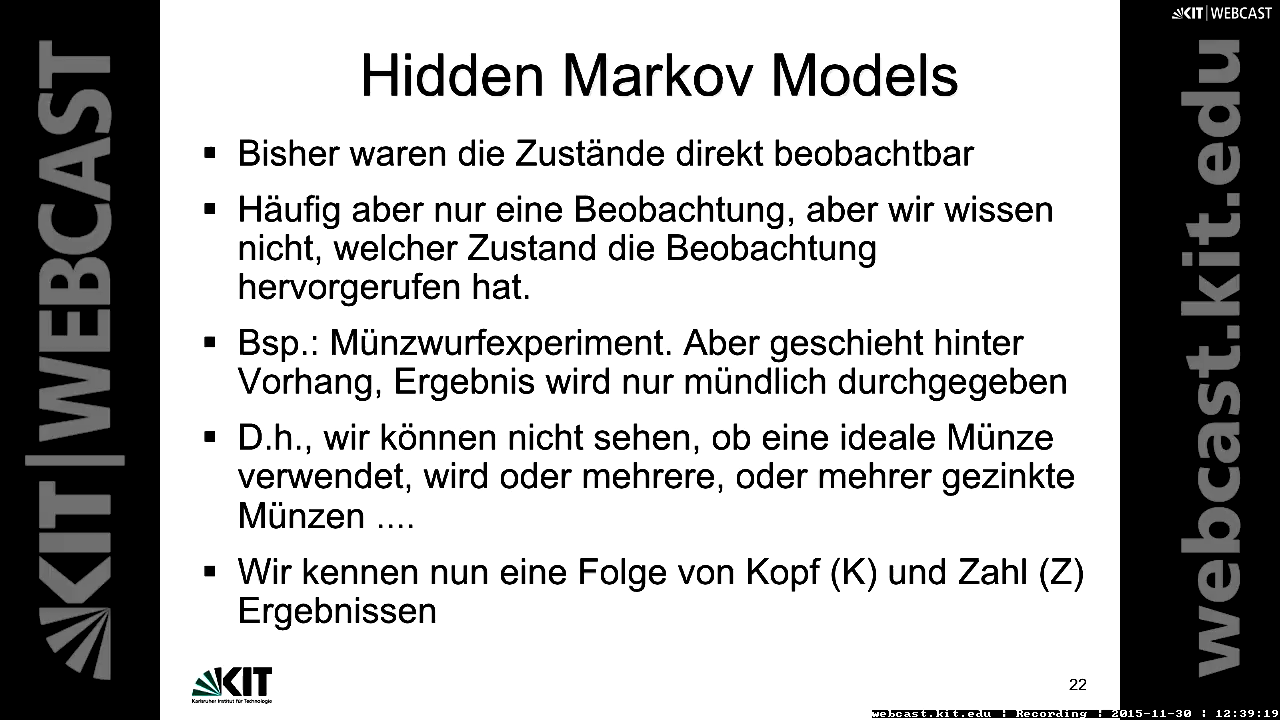 KIT | WEBCAST
Hidden Markov Models
▪ Bisher waren die Zustände direkt beobachtbar
▪ Häufig aber nur eine Beobachtung, aber wir wissen
nicht, welcher Zustand die Beobachtung
hervorgerufen hat.
▪ Bsp.: Münzwurfexperiment. Aber geschieht hinter
Vorhang, Ergebnis wird nur mündlich durchgegeben
▪ D.h., wir können nicht sehen, ob eine ideale Münze
verwendet, wird oder mehrere, oder mehrer gezinkte
Münzen ....
▪ Wir kennen nun eine Folge von Kopf (K) und Zahl (Z)
Ergebnissen
KIT
Karlsruher Institut für Technologie
22
KIT | WEBCAST
webcast.kit.edu
webcast.kit.edu | Recording | 2015-11-30 | 12:39:19